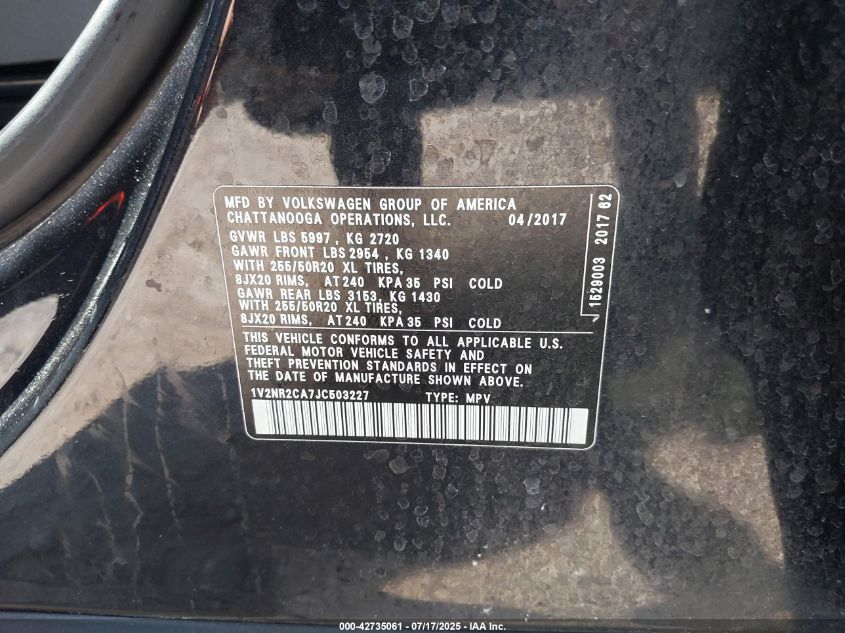 MFD BY VOLKSWAGEN GROUP OF AMERICA
CHATTANOOGA OPERATIONS, LLC. 04/2017
GVWR LBS 5997 , KG 2720
GAWR FRONT LBS 2954 , KG 1340
WITH 255/50R20 XL TIRES,
8JX20 RIMS, AT 240 KPA 35 PSI COLD
GAWR REAR LBS 3153, KG 1430
WITH 255/50R20 XL TIRES,
8JX20 RIMS, AT 240 KPA 35 PSI COLD
THIS VEHICLE CONFORMS TO ALL APPLICABLE U.S.
FEDERAL MOTOR VEHICLE SAFETY AND
THEFT PREVENTION STANDARDS IN EFFECT ON
THE DATE OF MANUFACTURE SHOWN ABOVE.
1V2NR2CA7JC503227 TYPE: MPV
1529003 2017 62
000-42735061 - 07/17/2025 - IAA Inc.